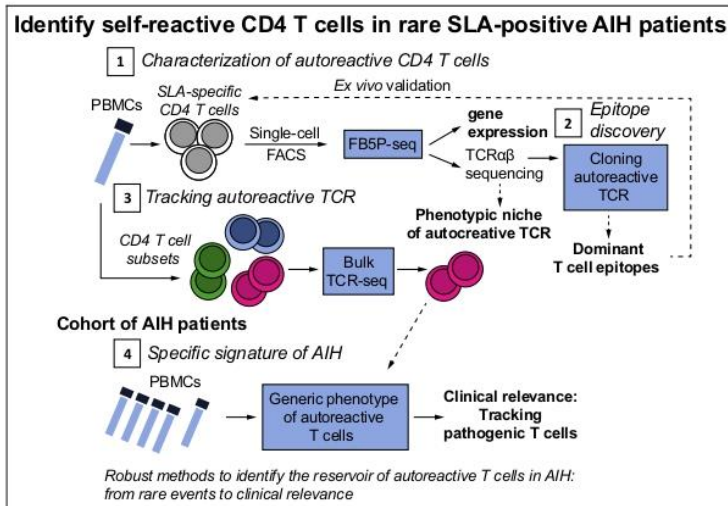 Identify self-reactive CD4 T cells in rare SLA-positive AIH patients
1 Characterization of autoreactive CD4 T cells
PBMCs
SLA-specific
CD4 T cells
Ex vivo validation
Single-cell
FACS
FB5P-seq
gene
expression
TCRαβ
sequencing
2 Epitope
discovery
Cloning
autoreactive
TCR
Dominant
T cell epitopes
Phenotypic niche
of autocreative TCR
3 Tracking autoreactive TCR
CD4 T cell
subsets
Bulk
TCR-seq
Cohort of AIH patients
4 Specific signature of AIH
PBMCs
Generic phenotype
of autoreactive
T cells
Clinical relevance:
Tracking
pathogenic T cells
Robust methods to identify the reservoir of autoreactive T cells in AIH:
from rare events to clinical relevance